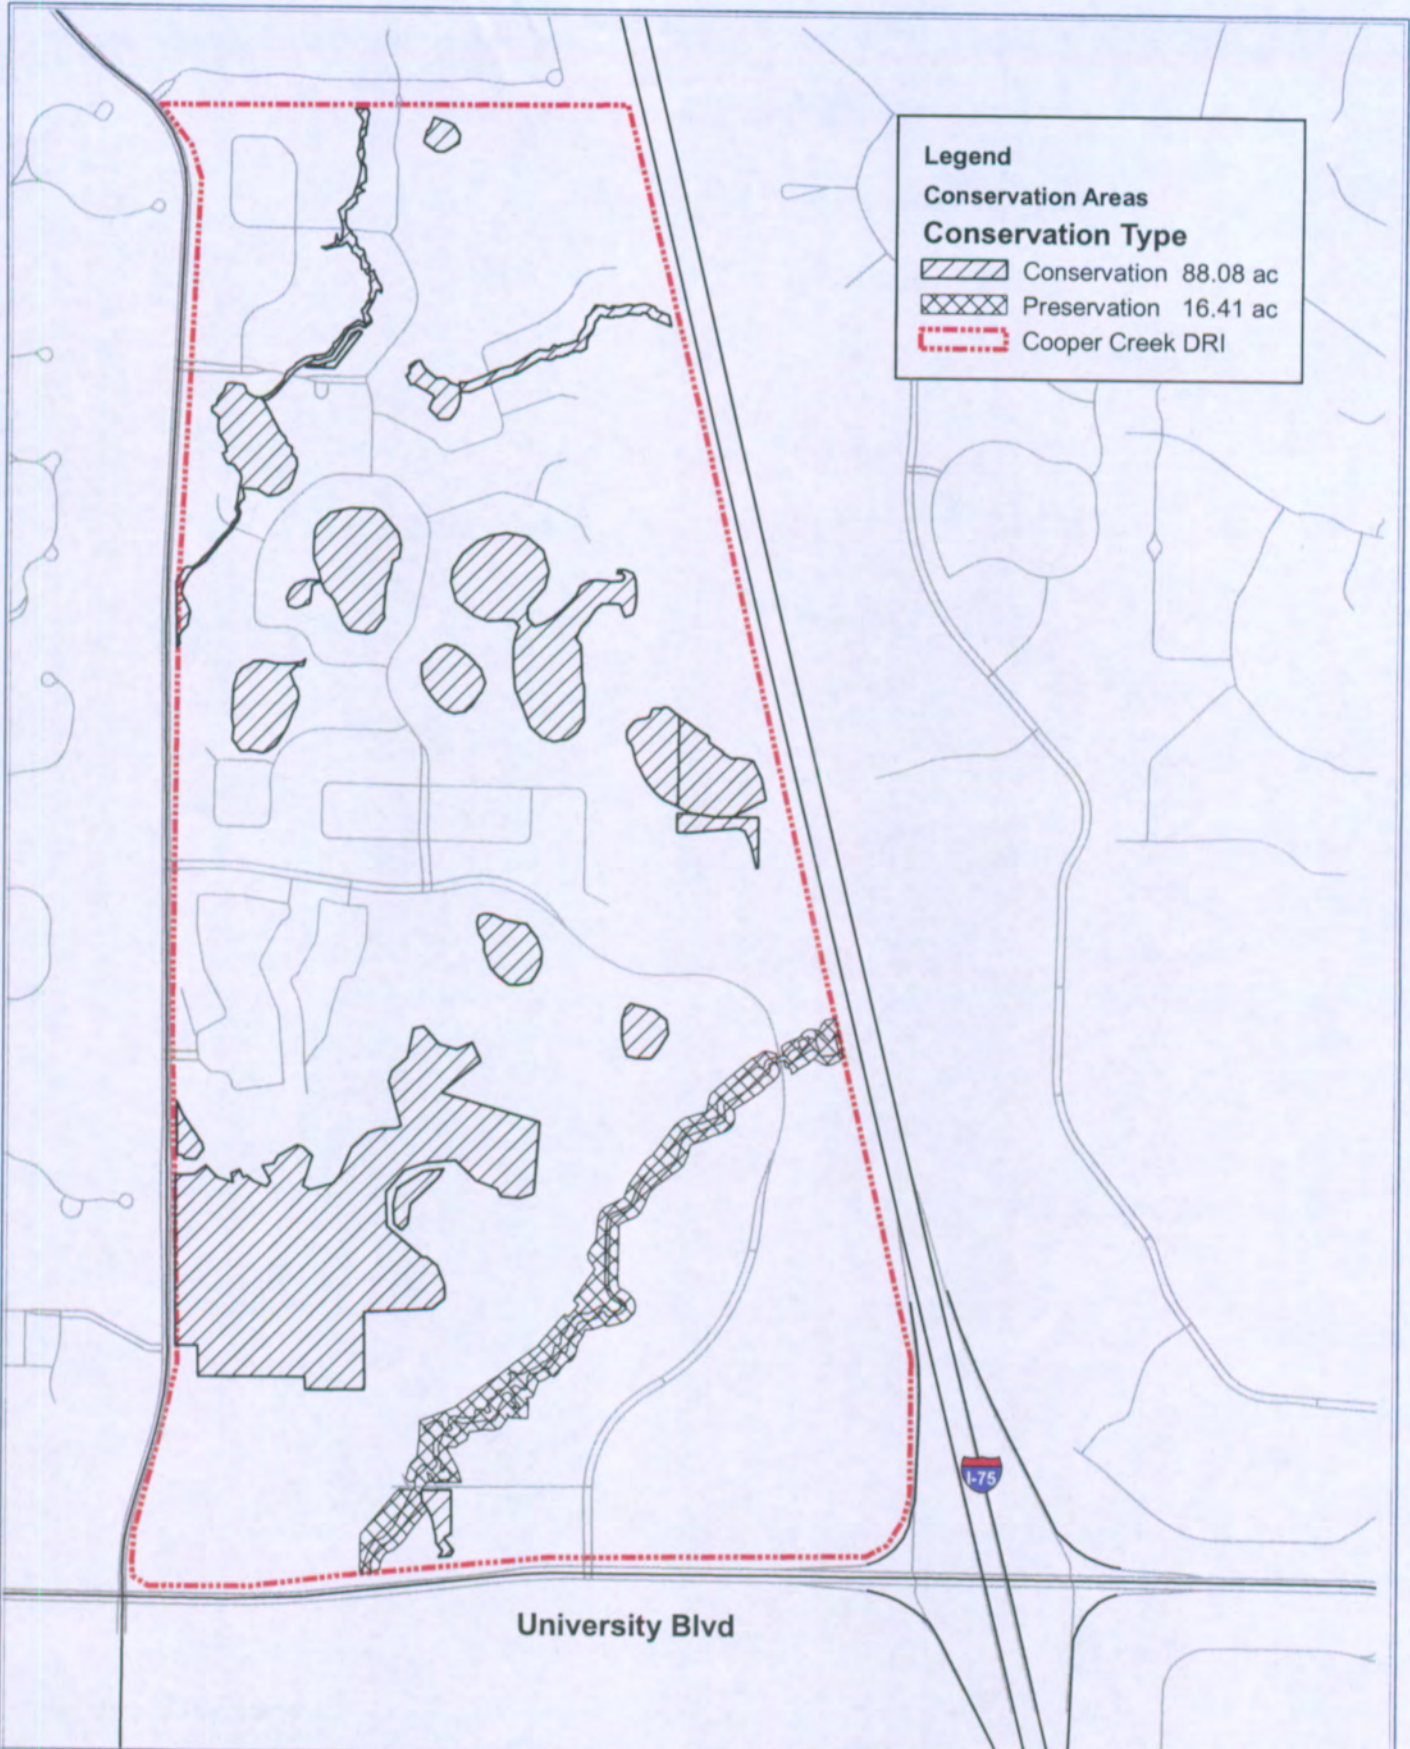 Legend
Conservation Areas
Conservation Type
Conservation 88.08 ac
Preservation 16.41 ac
Cooper Creek DRI
I-75
University Blvd